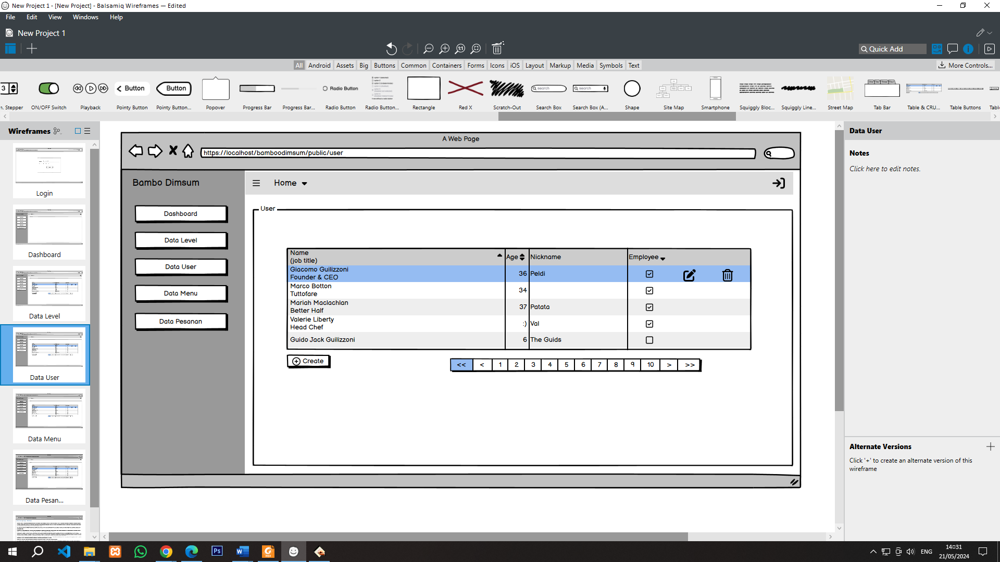 New Project 1 - [New Project] - Balsamiq Wireframes — Edited
File Edit View Windows Help
New Project 1
Quick Add
All Android Assets Big Buttons Common Containers Forms Icons iOS Layout Markup Media Symbols Text
More Controls...
3 Button Button Radio Button search search
n. Stepper ON/OFF Switch Playback Pointy Button Pointy Button... Popover Progress Bar Progress Bar... Radio Button Radio Button... Rectangle Red X Scratch-Out Search Box Search Box (A... Shape Site Map Smartphone Squiggly Bloc... Squiggly Line... Street Map Tab Bar Table & CRU... Table Buttons Tabl
Wireframes
Login
Dashboard
Data Level
Data User
Data Menu
Data Pesan...
A Web Page
https://localhost/bamboodimsum/public/user
Bambo Dimsum
Home
Dashboard
Data Level
Data User
Data Menu
Data Pesanan
User
Name
(job title)
Age Nickname Employee
Giacomo Guilizzoni
Founder & CEO
36 Peldi
Marco Botton
Tuttofare
34
Mariah Maclachlan
Better Half
37 Patata
Valerie Liberty
Head Chef
:) Val
Guido Jack Guilizzoni 6 The Guids
Create
<< < 1 2 3 4 5 6 7 8 9 10 > >>
Data User
Notes
Click here to edit notes.
Alternate Versions
Click '+' to create an alternate version of this
wireframe
ENG
14:31
21/05/2024